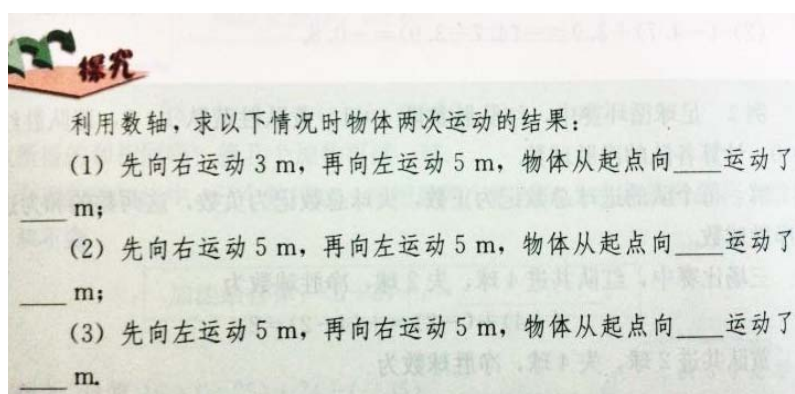 探究
利用数轴,求以下情况时物体两次运动的结果:
(1) 先向右运动 3 m,再向左运动 5 m,物体从起点向____运动了
____ m;
(2) 先向右运动 5 m,再向左运动 5 m,物体从起点向____运动了
____ m;
(3) 先向左运动 5 m,再向右运动 5 m,物体从起点向____运动了
____ m.